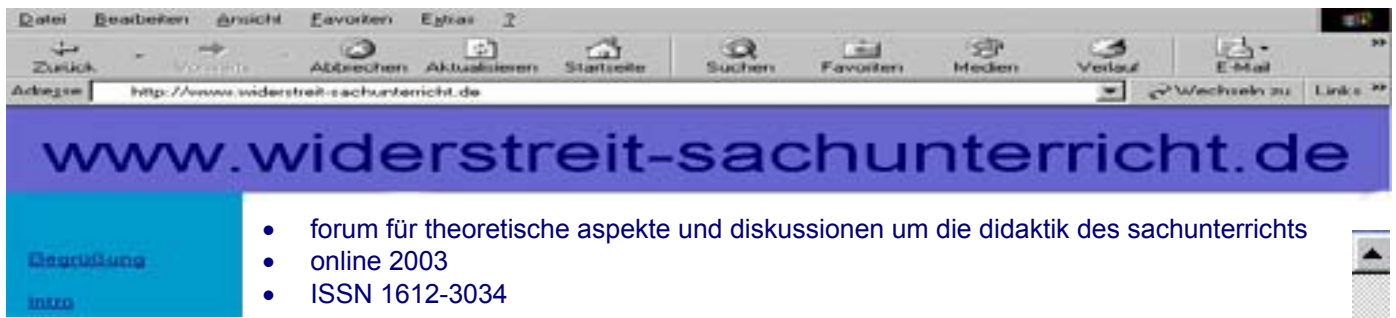 Datei Bearbeiten Ansicht Favoriten Extras ?
Zurück Vorwärts Abbrechen Aktualisieren Startseite Suchen Favoriten Medien Verlauf E-Mail »
Adresse http://www.widerstreit-sachunterricht.de Wechseln zu Links »
www.widerstreit-sachunterricht.de
• forum für theoretische aspekte und diskussionen um die didaktik des sachunterrichts
Begrüßung • online 2003
intro • ISSN 1612-3034